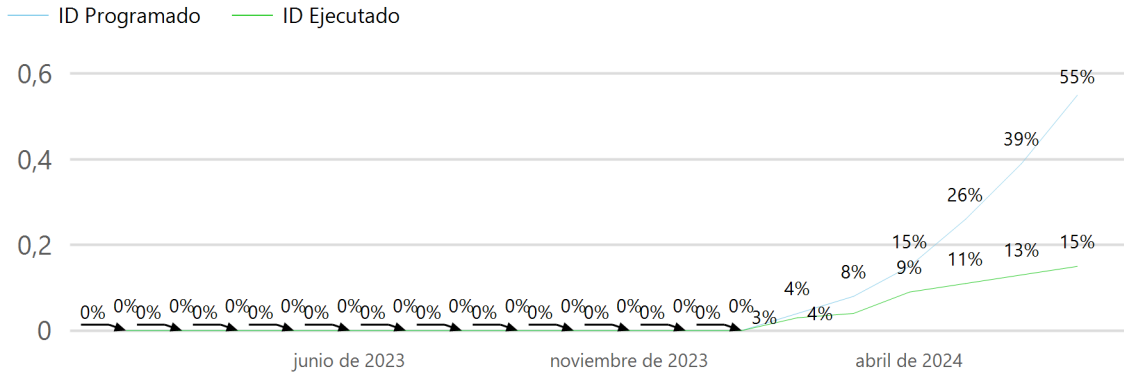 ID Programado ID Ejecutado
0,6 55%
39%
0,4
26%
0,2 15% 13% 15%
9% 11%
8%
4%
0% 0% 0% 0% 0% 0% 0% 0% 0% 0% 0% 0%
0% 0% 0% 0% 0% 0% 0% 0% 0% 0% 0% 0% 3% 4%
0
junio de 2023 noviembre de 2023 abril de 2024